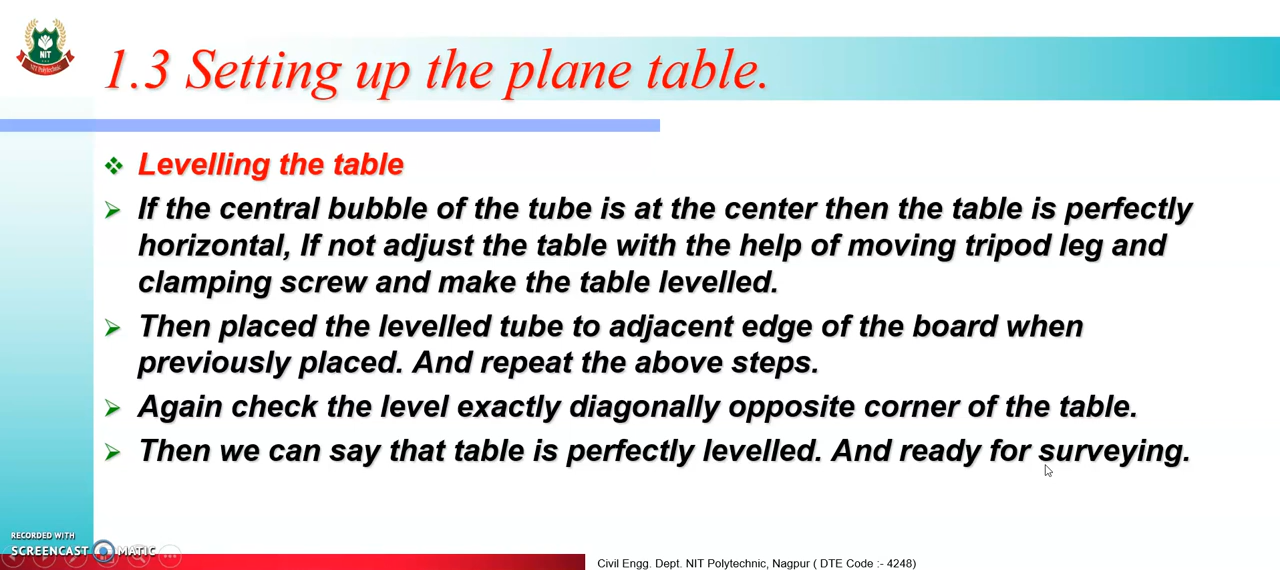 NIT
NIT Polytechnic
1.3 Setting up the plane table.
Levelling the table
If the central bubble of the tube is at the center then the table is perfectly
horizontal, If not adjust the table with the help of moving tripod leg and
clamping screw and make the table levelled.
Then placed the levelled tube to adjacent edge of the board when
previously placed. And repeat the above steps.
Again check the level exactly diagonally opposite corner of the table.
Then we can say that table is perfectly levelled. And ready for surveying.
RECORDED WITH
SCREENCAST MATIC
Civil Engg. Dept. NIT Polytechnic, Nagpur ( DTE Code :- 4248)